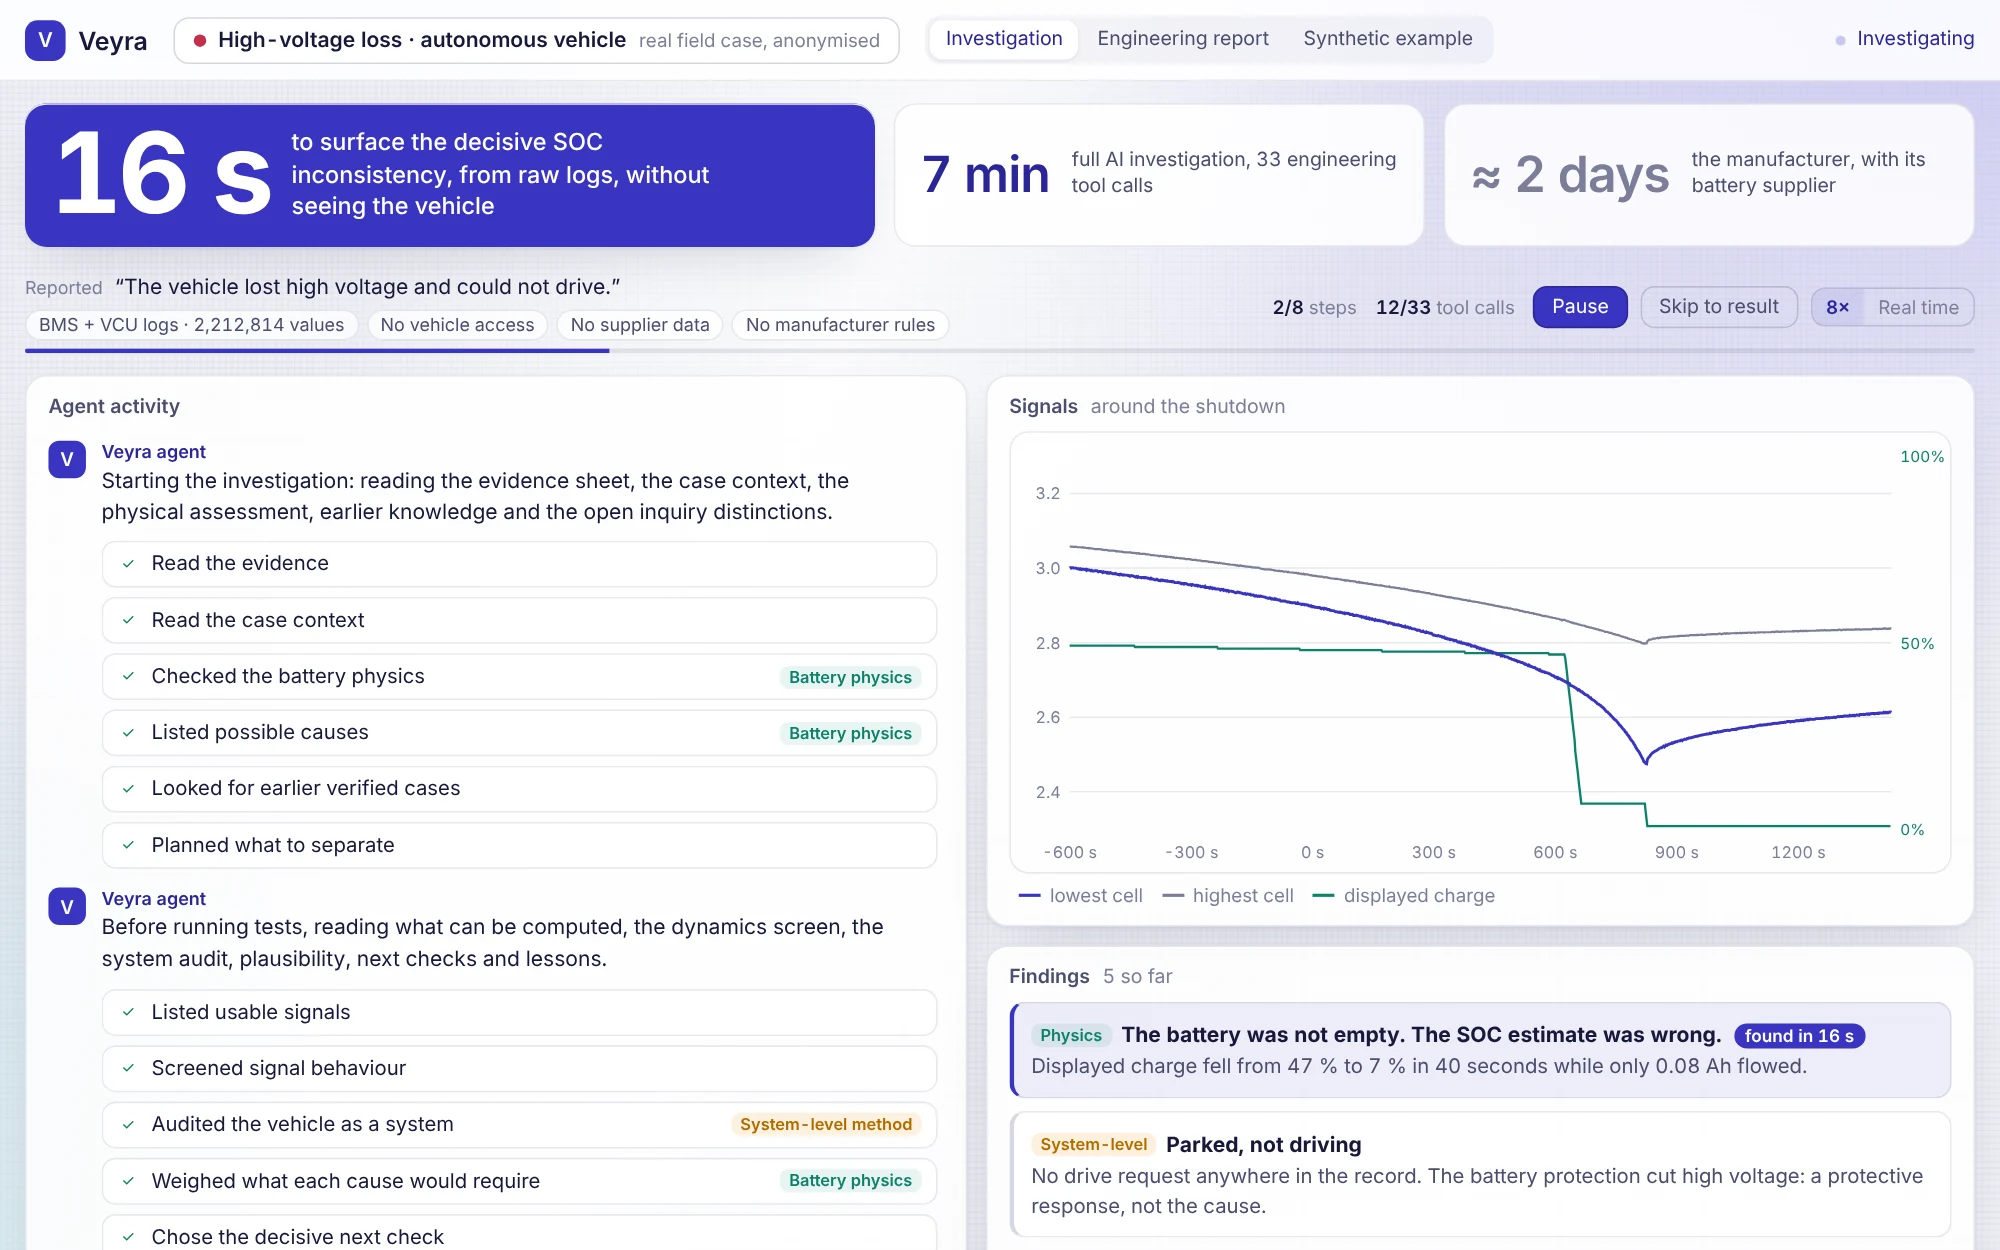 V Veyra
High-voltage loss · autonomous vehicle real field case, anonymised
Investigation Engineering report Synthetic example
Investigating
16 s
to surface the decisive SOC
inconsistency, from raw logs, without
seeing the vehicle
7 min
full AI investigation, 33 engineering
tool calls
≈ 2 days
the manufacturer, with its
battery supplier
Reported “The vehicle lost high voltage and could not drive.”
BMS + VCU logs · 2,212,814 values No vehicle access No supplier data No manufacturer rules
2/8 steps 12/33 tool calls Pause Skip to result 8× Real time
Agent activity
V Veyra agent
Starting the investigation: reading the evidence sheet, the case context, the
physical assessment, earlier knowledge and the open inquiry distinctions.
✓ Read the evidence
✓ Read the case context
✓ Checked the battery physics Battery physics
✓ Listed possible causes Battery physics
✓ Looked for earlier verified cases
✓ Planned what to separate
V Veyra agent
Before running tests, reading what can be computed, the dynamics screen, the
system audit, plausibility, next checks and lessons.
✓ Listed usable signals
✓ Screened signal behaviour
✓ Audited the vehicle as a system System-level method
✓ Weighed what each cause would require Battery physics
✓ Chose the decisive next check
Signals around the shutdown
100%
3.2
3.0
2.8 50%
2.6
2.4
0%
-600 s -300 s 0 s 300 s 600 s 900 s 1200 s
lowest cell highest cell displayed charge
Findings 5 so far
Physics The battery was not empty. The SOC estimate was wrong. found in 16 s
Displayed charge fell from 47 % to 7 % in 40 seconds while only 0.08 Ah flowed.
System-level Parked, not driving
No drive request anywhere in the record. The battery protection cut high voltage: a protective
response, not the cause.